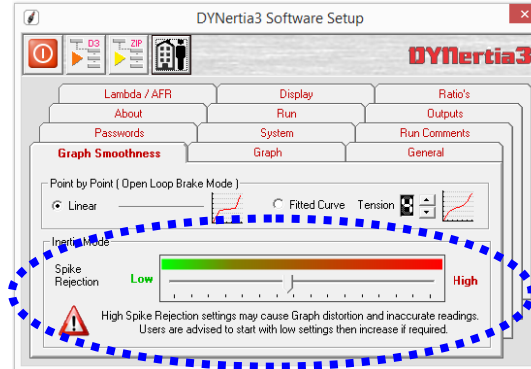 DYNertia3 Software Setup
D3
ZIP
DYNertia3
Lambda / AFR
Display
Ratio's
About
Run
Outputs
Passwords
System
Run Comments
Graph Smoothness
Graph
General
Point by Point ( Open Loop Brake Mode )
Linear
Fitted Curve
Tension
Inertia Mode
Spike
Rejection
Low
High
High Spike Rejection settings may cause Graph distortion and inaccurate readings.
Users are advised to start with low settings then increase if required.